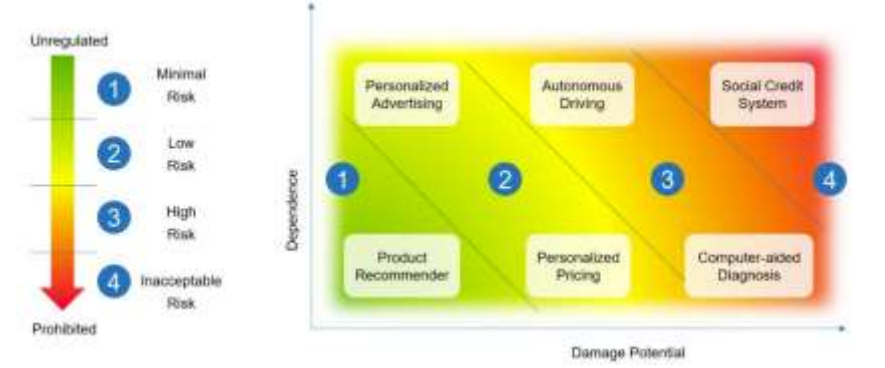 Unregulated
1
Minimal
Risk
2
Low
Risk
3
High
Risk
4
Inacceptable
Risk
Prohibited
Dependence
Personalized
Advertising
Autonomous
Driving
Social Credit
System
1
2
3
4
Product
Recommender
Personalized
Pricing
Computer-aided
Diagnosis
Damage Potential